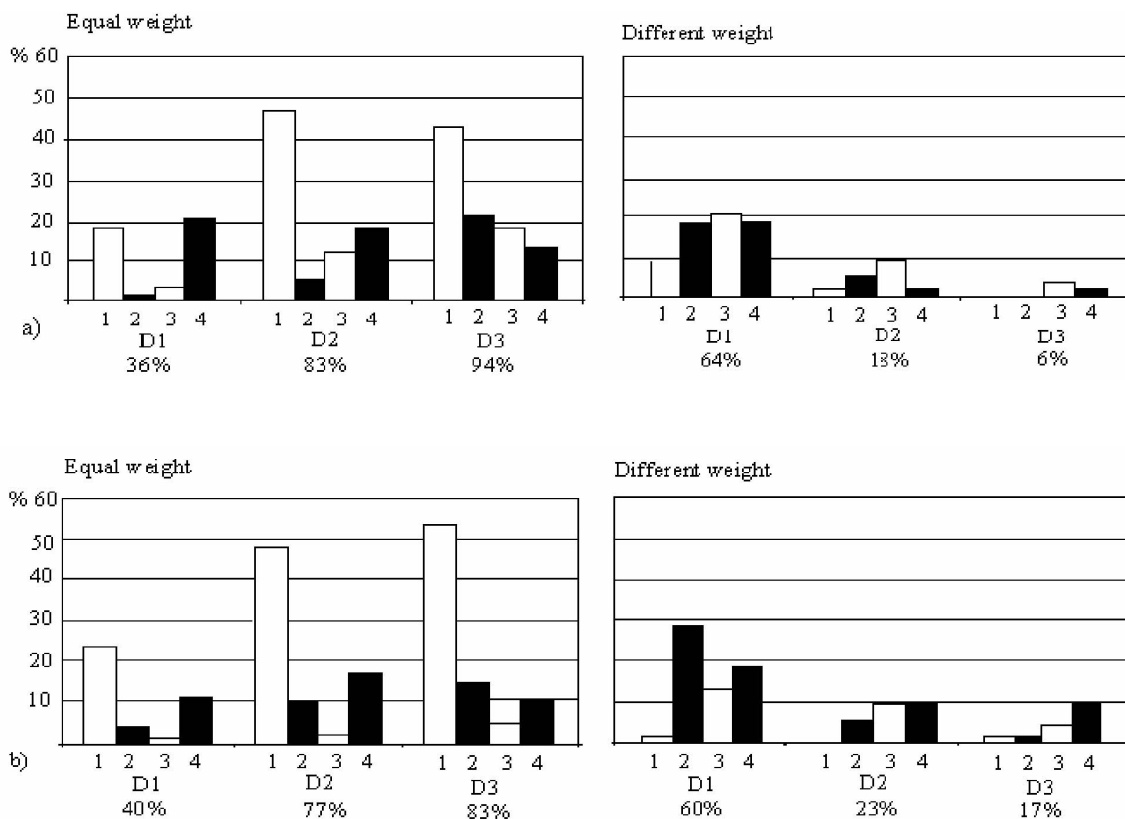 Equal weight
% 60
50
40
30
20
10
a)
1 2 3 4 1 2 3 4 1 2 3 4
D1 D2 D3
36% 83% 94%
Different weight
1 2 3 4 1 2 3 4 1 2 3 4
D1 D2 D3
64% 18% 6%
Equal weight
% 60
50
40
30
20
10
b)
1 2 3 4 1 2 3 4 1 2 3 4
D1 D2 D3
40% 77% 83%
Different weight
1 2 3 4 1 2 3 4 1 2 3 4
D1 D2 D3
60% 23% 17%